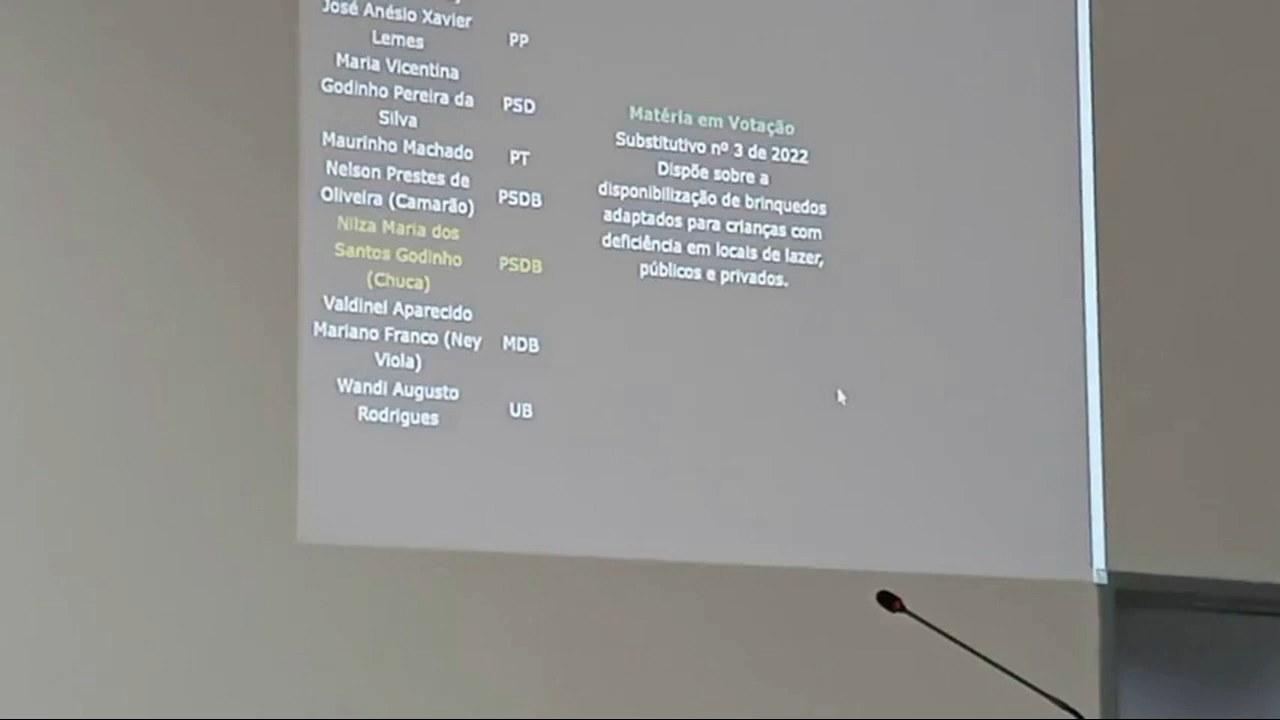 José Anésio Xavier
Lemes
PP
Maria Vicentina
Godinho Pereira da
Silva
PSD
Maurinho Machado
PT
Nelson Prestes de
Oliveira (Camarão)
PSDB
Nilza Maria dos
Santos Godinho
(Chuca)
PSDB
Valdinei Aparecido
Mariano Franco (Ney
Viola)
MDB
Wandi Augusto
Rodrigues
UB
Matéria em Votação
Substitutivo nº 3 de 2022
Dispõe sobre a
disponibilização de brinquedos
adaptados para crianças com
deficiência em locais de lazer,
públicos e privados.